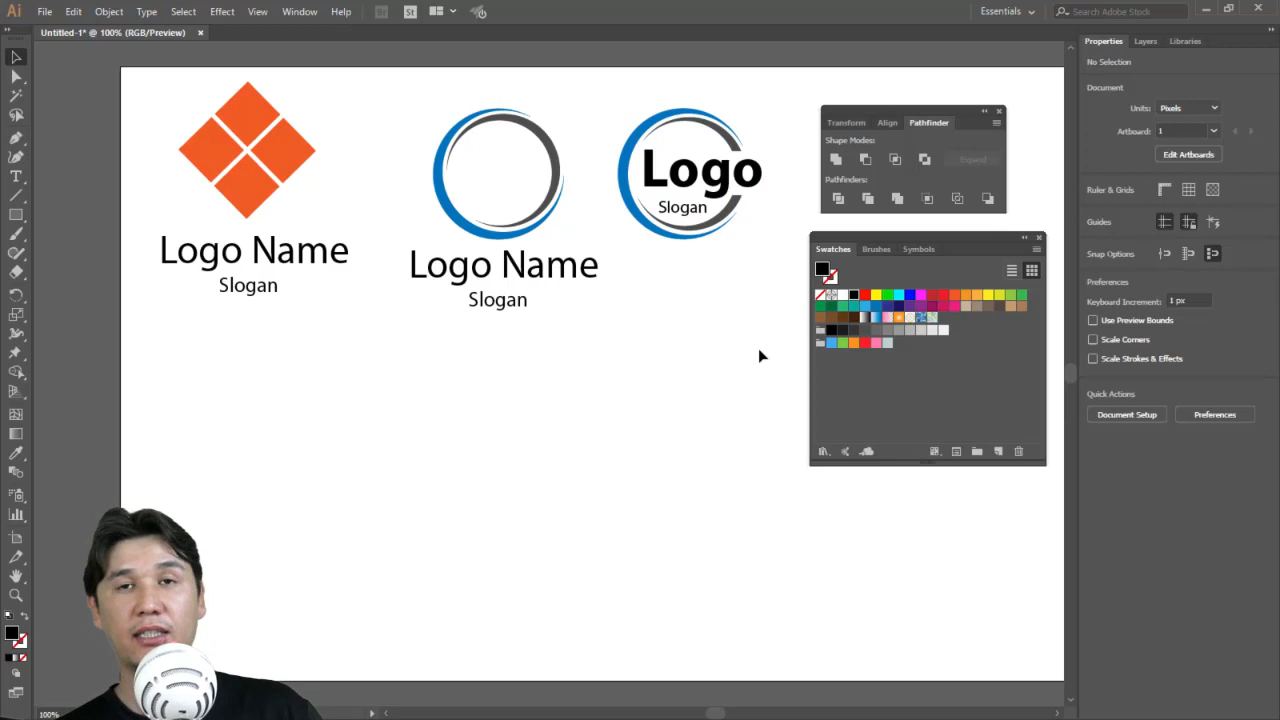 Ai File Edit Object Type Select Effect View Window Help Br St Essentials Search Adobe Stock
Untitled-1* @ 100% (RGB/Preview)
Properties Layers Libraries
No Selection
Document
Units: Pixels
Artboard: 1
Edit Artboards
Ruler & Grids
Guides
Snap Options
Preferences
Keyboard Increment: 1 px
Use Preview Bounds
Scale Corners
Scale Strokes & Effects
Quick Actions
Document Setup Preferences
Logo Name
Slogan
Logo Name
Slogan
Logo
Slogan
Transform Align Pathfinder
Shape Modes:
Expand
Pathfinders:
Swatches Brushes Symbols
100%